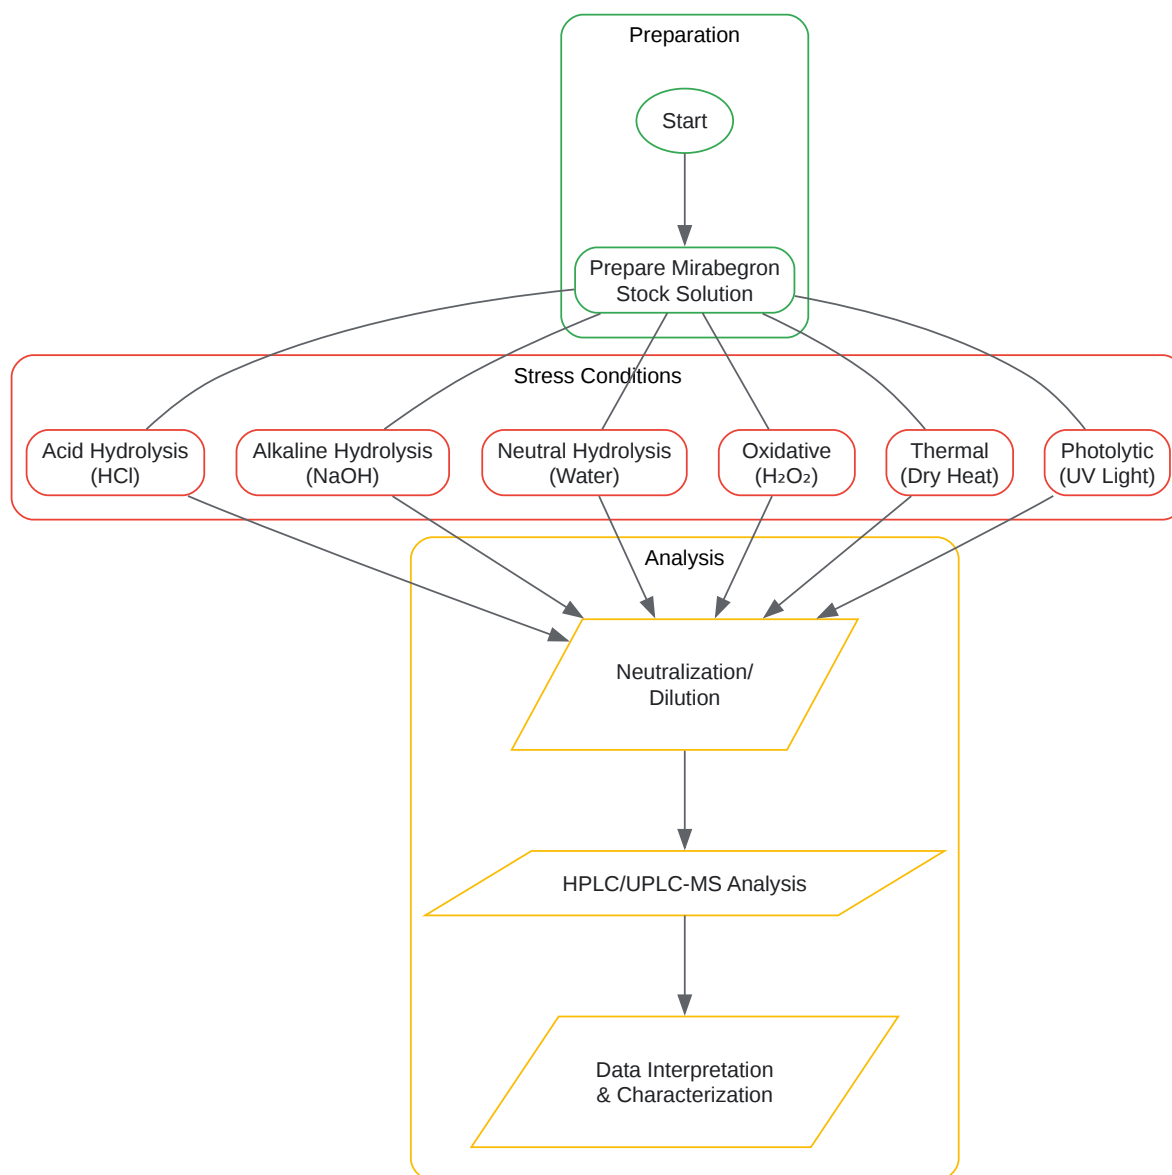 Preparation
Start
Prepare Mirabegron
Stock Solution
Stress Conditions
Acid Hydrolysis
(HCl)
Alkaline Hydrolysis
(NaOH)
Neutral Hydrolysis
(Water)
Oxidative
(H₂O₂)
Thermal
(Dry Heat)
Photolytic
(UV Light)
Analysis
Neutralization/
Dilution
HPLC/UPLC-MS Analysis
Data Interpretation
& Characterization